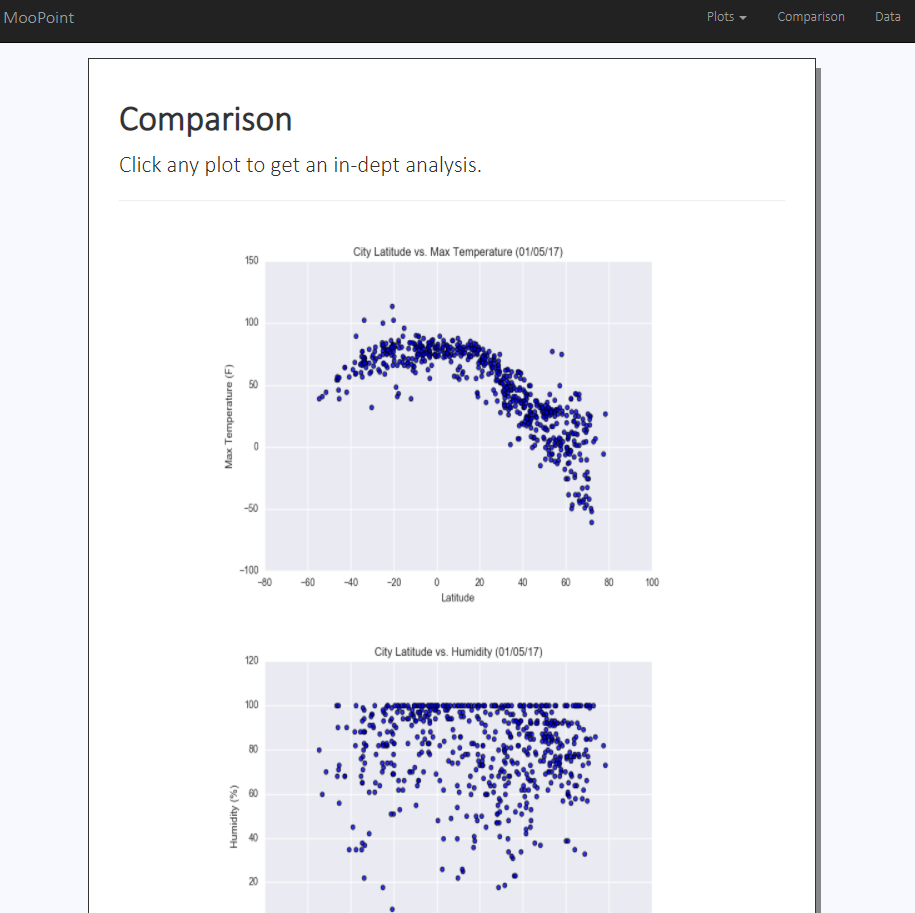 MooPoint Plots Comparison Data
Comparison
Click any plot to get an in-dept analysis.
City Latitude vs. Max Temperature (01/05/17)
150
100
50
0
−50
−100
Max Temperature (F)
−80 −60 −40 −20 0 20 40 60 80 100
Latitude
City Latitude vs. Humidity (01/05/17)
120
100
80
60
40
20
Humidity (%)